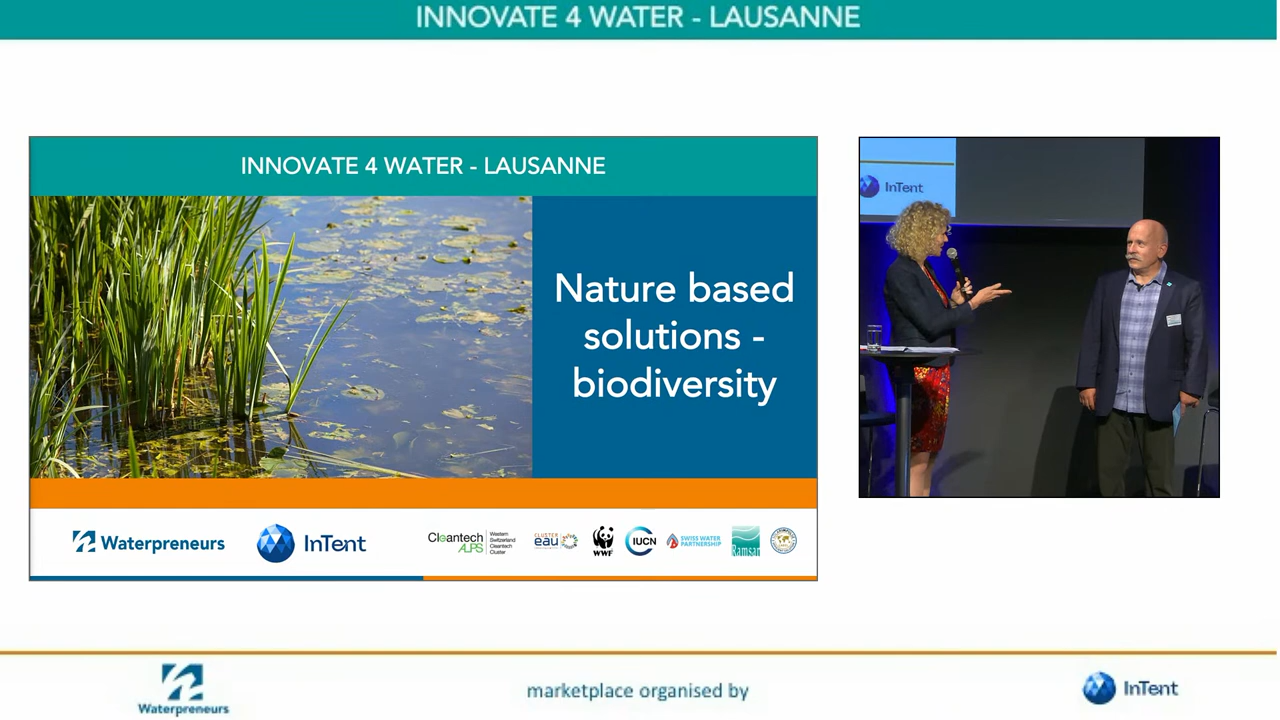 INNOVATE 4 WATER - LAUSANNE
INNOVATE 4 WATER - LAUSANNE
Nature based
solutions -
biodiversity
Waterpreneurs
InTent
Cleantech
ALPS
Western
Switzerland
Cleantech
Cluster
CLUSTER
eau
WWF
IUCN
SWISS WATER
PARTNERSHIP
Ramsar
InTent
Waterpreneurs
marketplace organised by
InTent